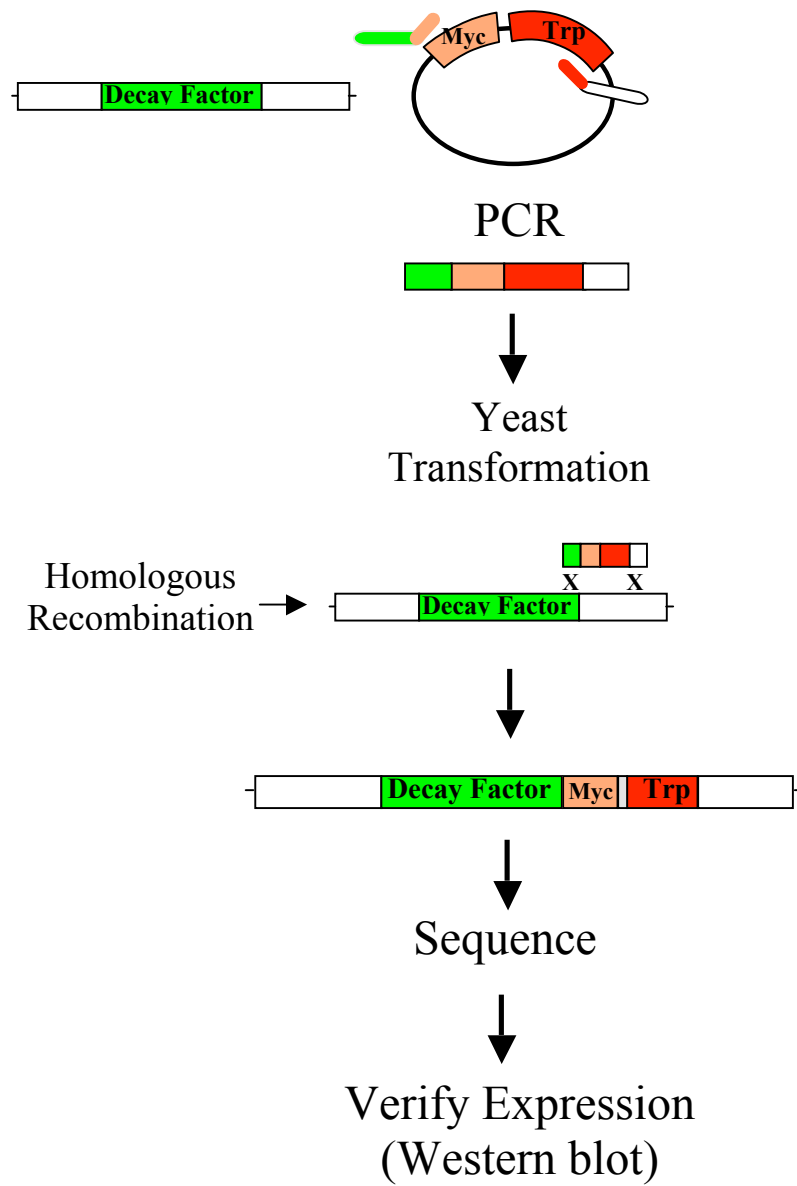 Myc
Trp
Decay Factor
PCR
Yeast
Transformation
Homologous
Recombination
X X
Decay Factor
Decay Factor
Myc
Trp
Sequence
Verify Expression
(Western blot)